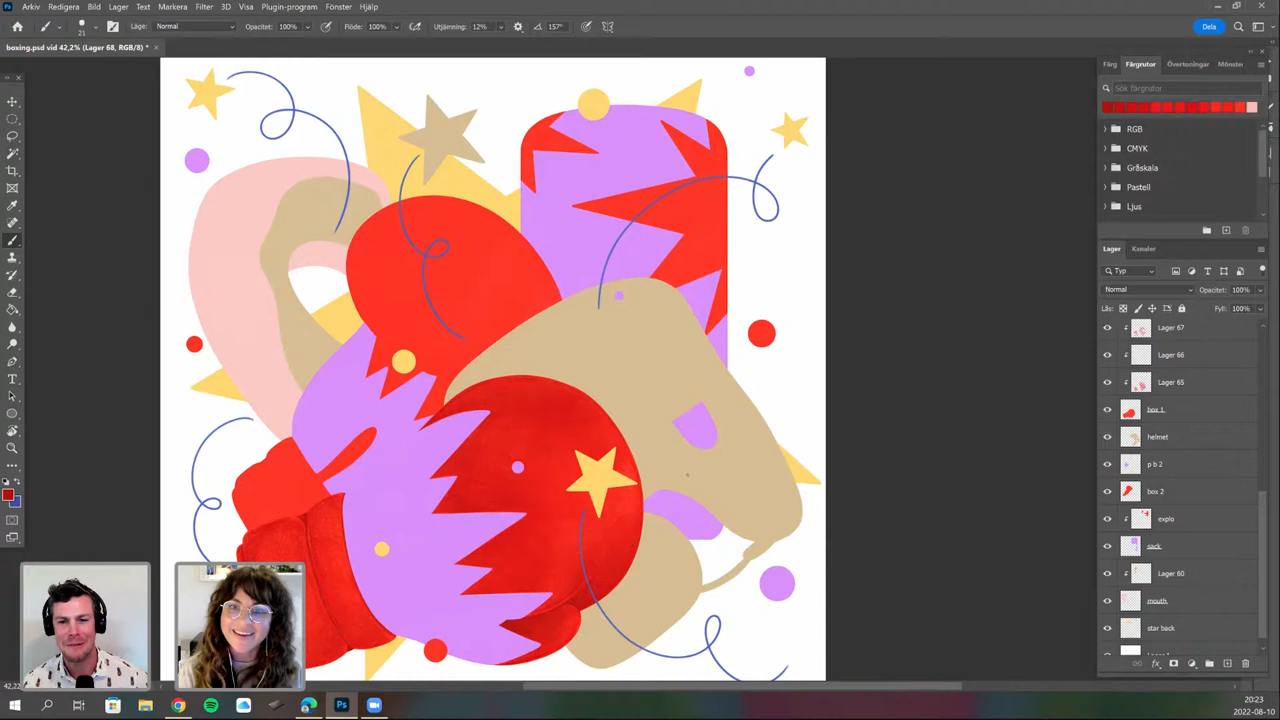 Arkiv Redigera Bild Lager Text Markera Filter 3D Visa Plugin-program Fönster Hjälp
21 Läge: Normal Opacitet: 100% Flöde: 100% Utjämning: 12% 157° Dela
boxing.psd vid 42,2% (Lager 68, RGB/8) * ×
Färg Färgrutor Övertoningar Mönster
Sök färgrutor
RGB
CMYK
Gråskala
Pastell
Ljus
Lager Kanaler
Typ
Normal Opacitet: 100%
Lås: Fyll: 100%
Lager 67
Lager 66
Lager 65
box 1
helmet
p b 2
box 2
explo
sack
Lager 60
mouth
star back
20:23
2022-08-10